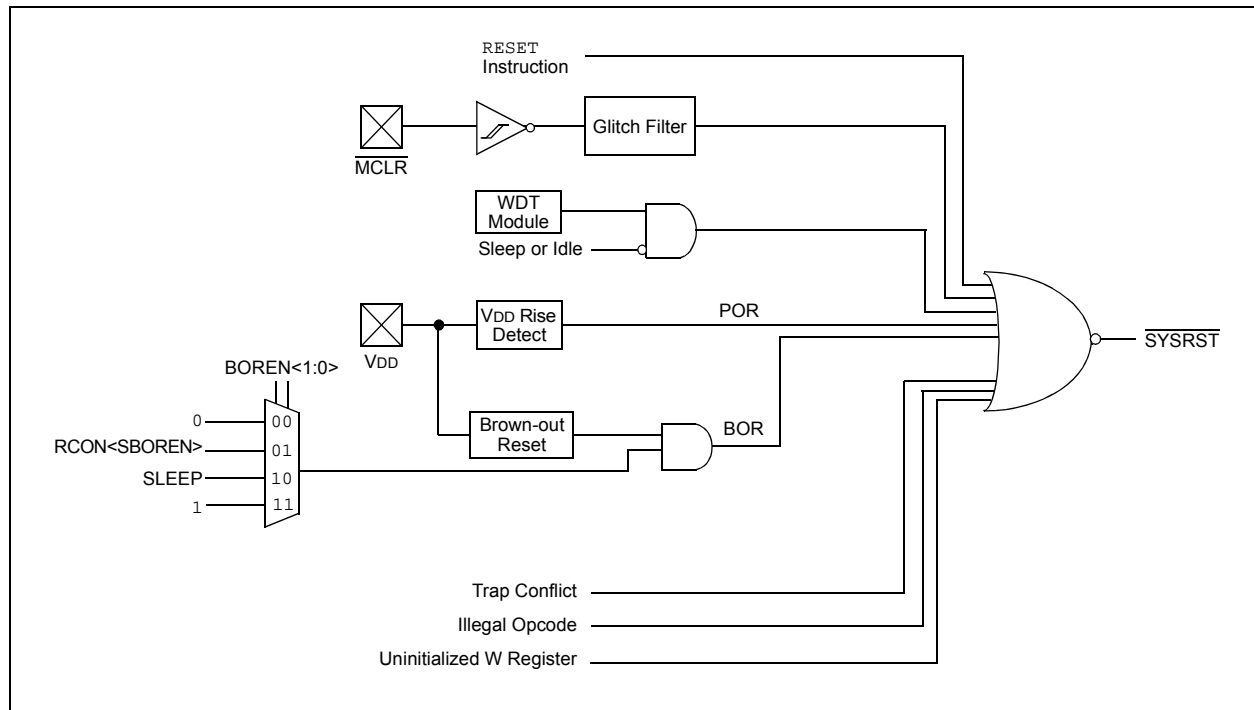 RESET
Instruction
MCLR
Glitch Filter
WDT
Module
Sleep or Idle
VDD
VDD Rise
Detect
POR
SYSRST
BOREN<1:0>
0
00
RCON<SBOREN>
01
SLEEP
10
1
11
Brown-out
Reset
BOR
Trap Conflict
Illegal Opcode
Uninitialized W Register